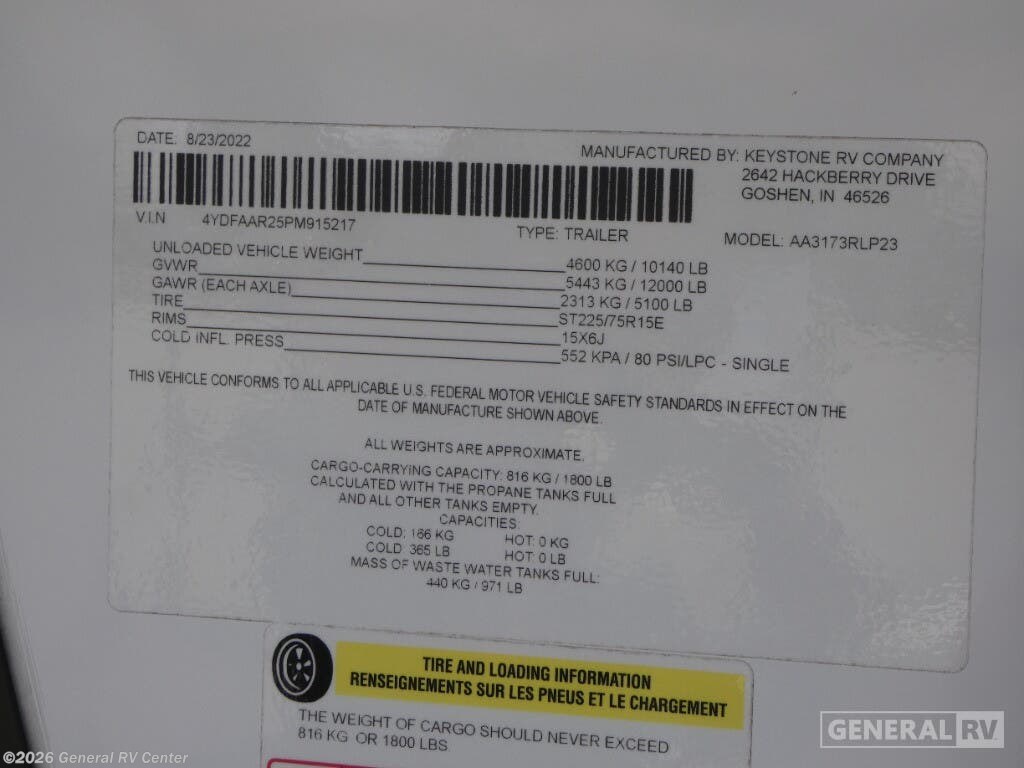 DATE: 8/23/2022
MANUFACTURED BY: KEYSTONE RV COMPANY
2642 HACKBERRY DRIVE
GOSHEN, IN 46526
V.I.N 4YDFAAR25PM915217
TYPE: TRAILER
MODEL: AA3173RLP23
UNLOADED VEHICLE WEIGHT 4600 KG / 10140 LB
GVWR 5443 KG / 12000 LB
GAWR (EACH AXLE) 2313 KG / 5100 LB
TIRE ST225/75R15E
RIMS 15X6J
COLD INFL. PRESS 552 KPA / 80 PSI/LPC - SINGLE
THIS VEHICLE CONFORMS TO ALL APPLICABLE U.S. FEDERAL MOTOR VEHICLE SAFETY STANDARDS IN EFFECT ON THE
DATE OF MANUFACTURE SHOWN ABOVE.
ALL WEIGHTS ARE APPROXIMATE.
CARGO-CARRYING CAPACITY: 816 KG / 1800 LB
CALCULATED WITH THE PROPANE TANKS FULL
AND ALL OTHER TANKS EMPTY.
CAPACITIES:
COLD: 166 KG HOT: 0 KG
COLD: 365 LB HOT: 0 LB
MASS OF WASTE WATER TANKS FULL:
440 KG / 971 LB
TIRE AND LOADING INFORMATION
RENSEIGNEMENTS SUR LES PNEUS ET LE CHARGEMENT
THE WEIGHT OF CARGO SHOULD NEVER EXCEED
816 KG OR 1800 LBS.
GENERAL RV
©2026 General RV Center